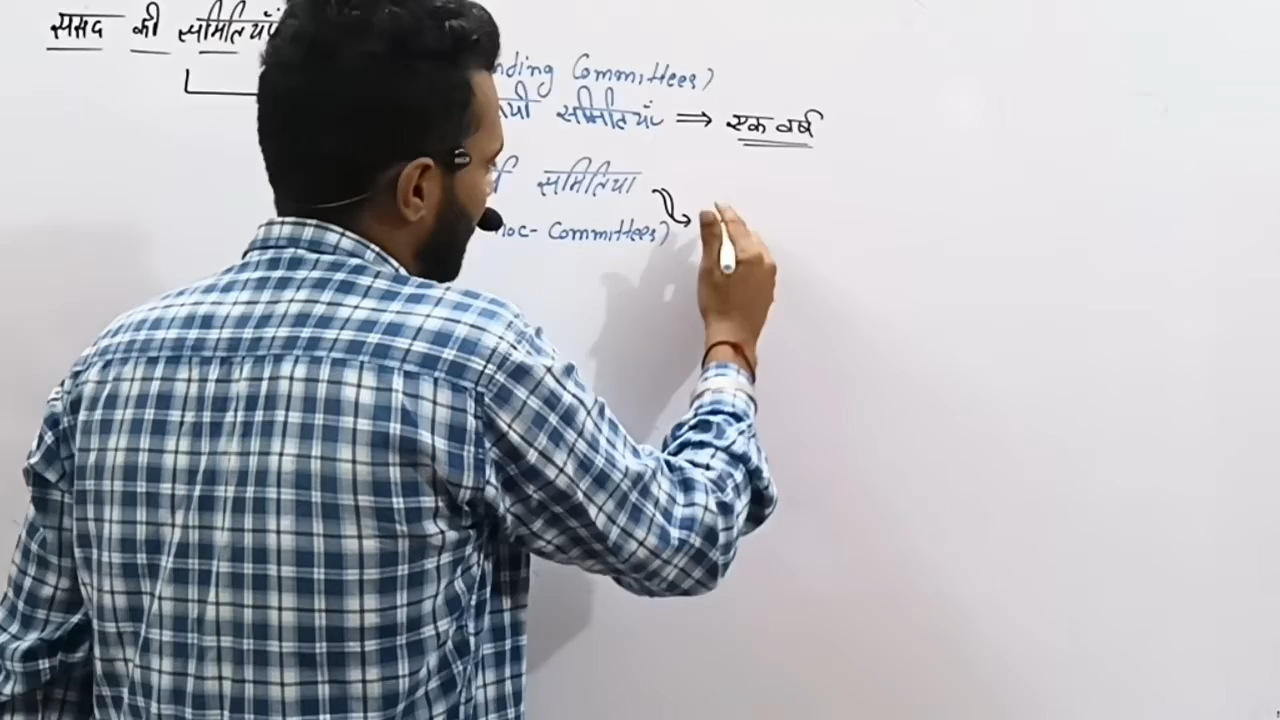 संसद की समितियाँ
nding Committees)
यी समितियाँ ⇒ एक वर्ष
समितिया
hoc- Committees)